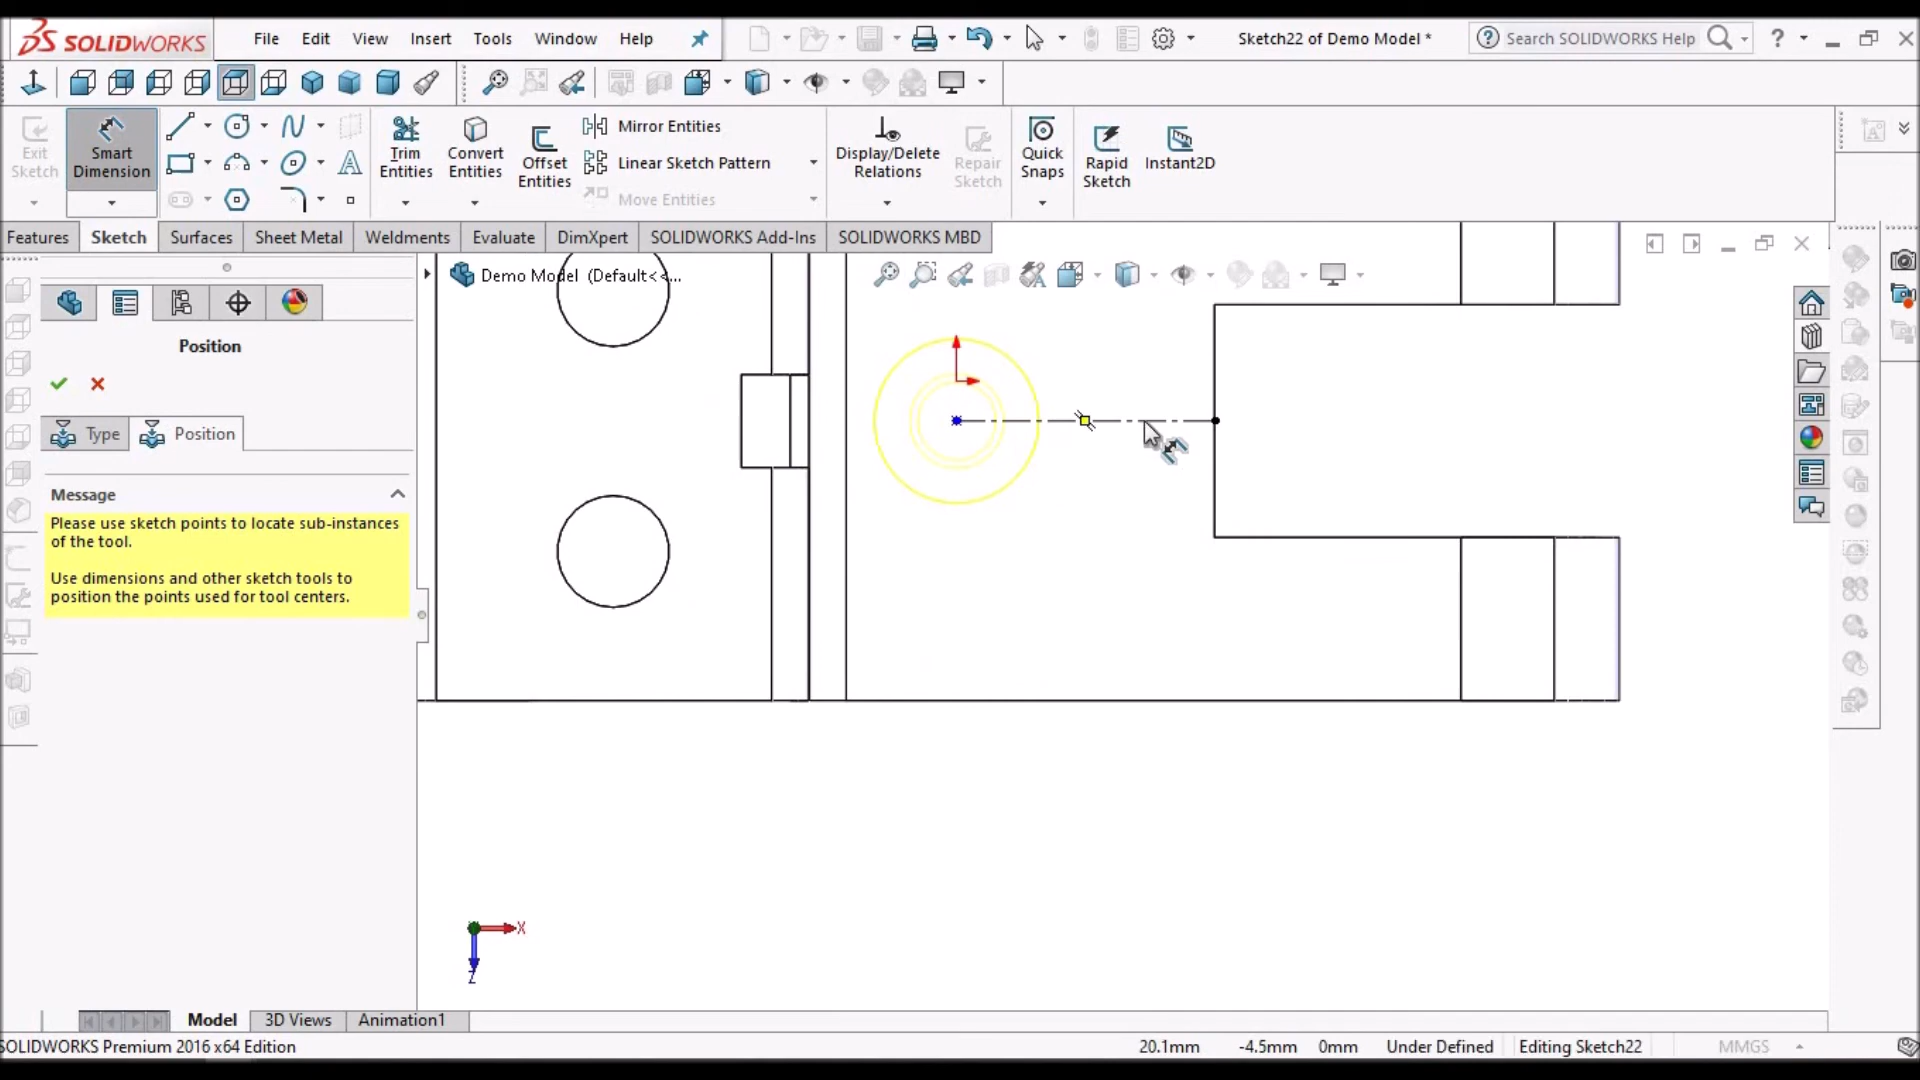 SOLIDWORKS File Edit View Insert Tools Window Help Sketch22 of Demo Model * Search SOLIDWORKS Help ?
Exit Sketch
Smart Dimension
Trim Entities
Convert Entities
Offset Entities
Mirror Entities
Linear Sketch Pattern
Move Entities
Display/Delete Relations
Repair Sketch
Quick Snaps
Rapid Sketch
Instant2D
Features Sketch Surfaces Sheet Metal Weldments Evaluate DimXpert SOLIDWORKS Add-Ins SOLIDWORKS MBD
Demo Model (Default<<...
Position
Type Position
Message
Please use sketch points to locate sub-instances
of the tool.
Use dimensions and other sketch tools to
position the points used for tool centers.
X
Z
Model 3D Views Animation1
SOLIDWORKS Premium 2016 x64 Edition 20.1mm -4.5mm 0mm Under Defined Editing Sketch22 MMGS